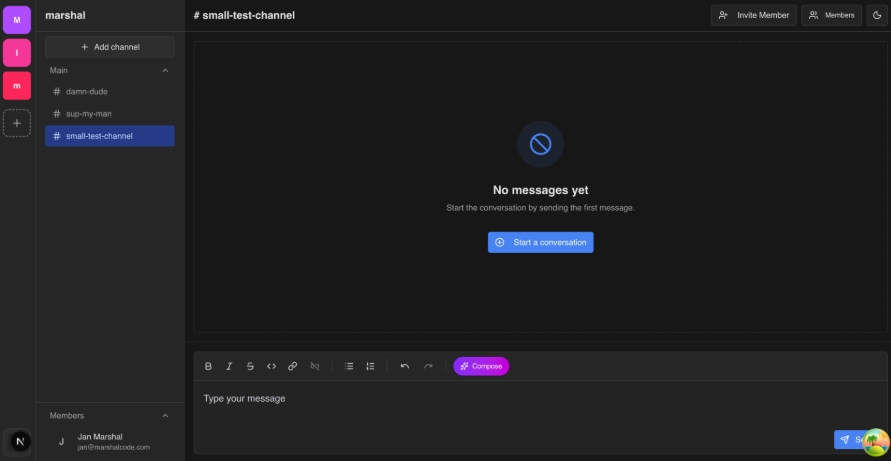 M
marshal
# small-test-channel
Invite Member
Members
I
+ Add channel
m
Main
# damn-dude
# sup-my-man
# small-test-channel
No messages yet
Start the conversation by sending the first message.
Start a conversation
B I S
Compose
Type your message
Members
N
J
Jan Marshal
jan@marshalcode.com